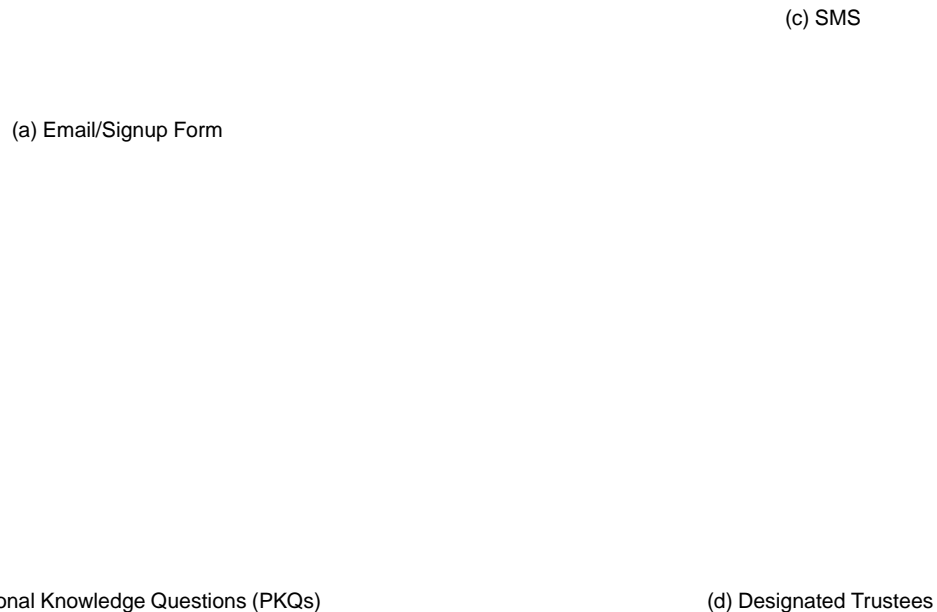 (c) SMS
(a) Email/Signup Form
onal Knowledge Questions (PKQs)
(d) Designated Trustees